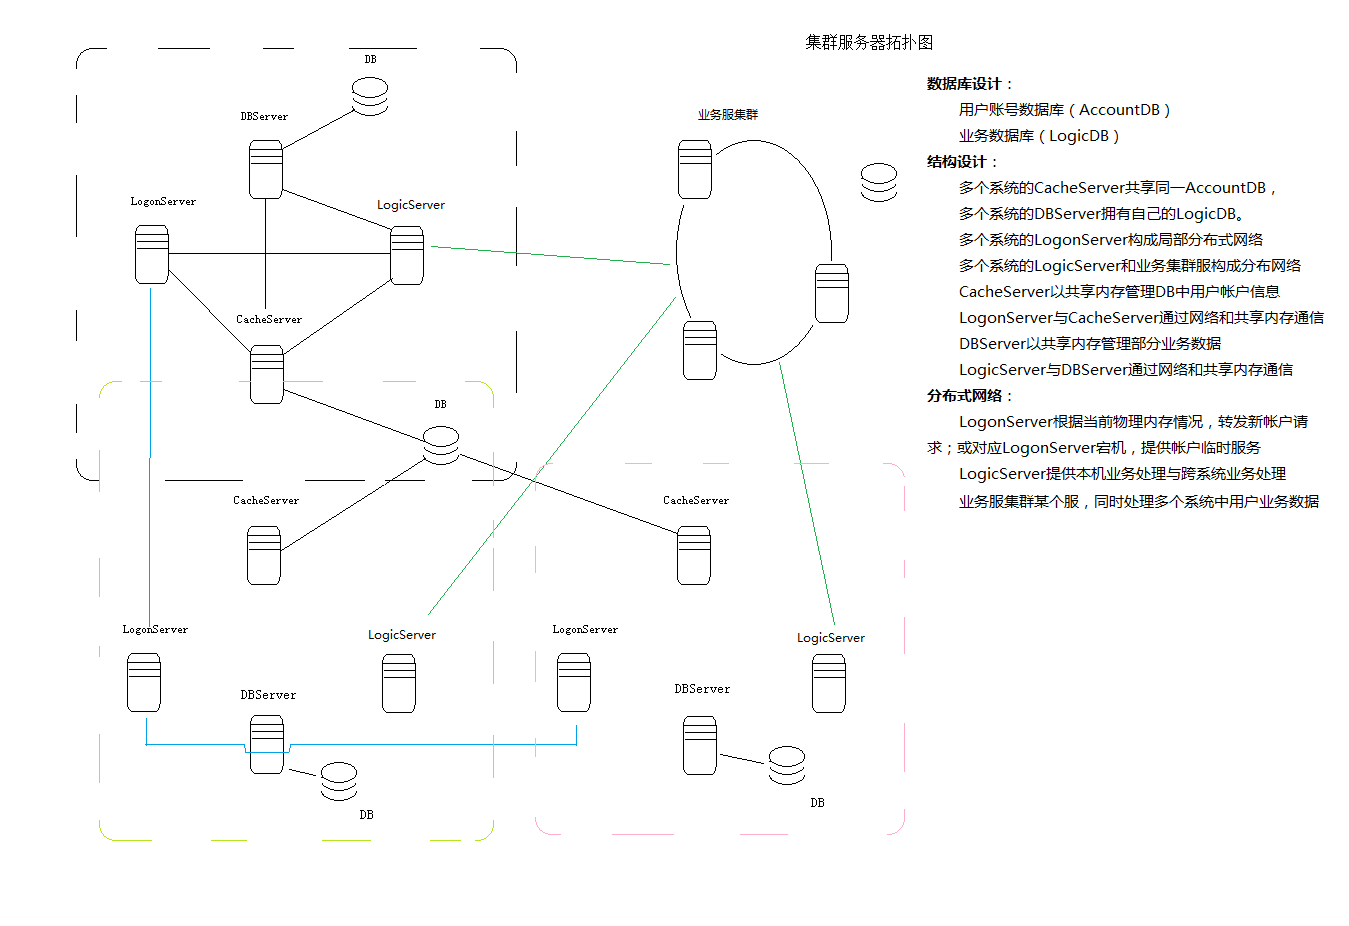 集群服务器拓扑图
DB
DBServer
LogonServer
LogicServer
CacheServer
业务服集群
DB
CacheServer
CacheServer
LogonServer
LogicServer
LogonServer
LogicServer
DBServer
DBServer
DB
DB
数据库设计：
用户账号数据库（AccountDB）
业务数据库（LogicDB）
结构设计：
多个系统的CacheServer共享同一AccountDB，
多个系统的DBServer拥有自己的LogicDB。
多个系统的LogonServer构成局部分布式网络
多个系统的LogicServer和业务集群服构成分布网络
CacheServer以共享内存管理DB中用户帐户信息
LogonServer与CacheServer通过网络和共享内存通信
DBServer以共享内存管理部分业务数据
LogicServer与DBServer通过网络和共享内存通信
分布式网络：
LogonServer根据当前物理内存情况，转发新帐户请
求；或对应LogonServer宕机，提供帐户临时服务
LogicServer提供本机业务处理与跨系统业务处理
业务服集群某个服，同时处理多个系统中用户业务数据